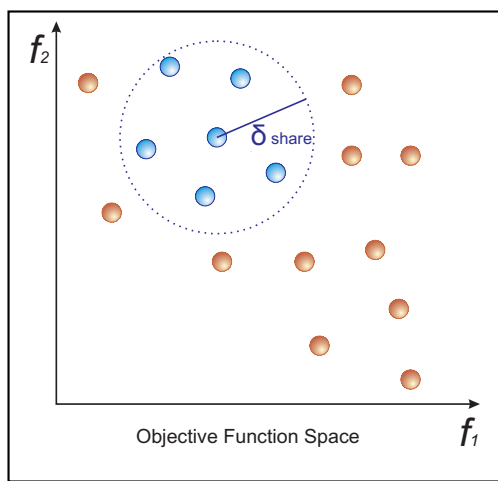 f2
δ share
Objective Function Space
f1